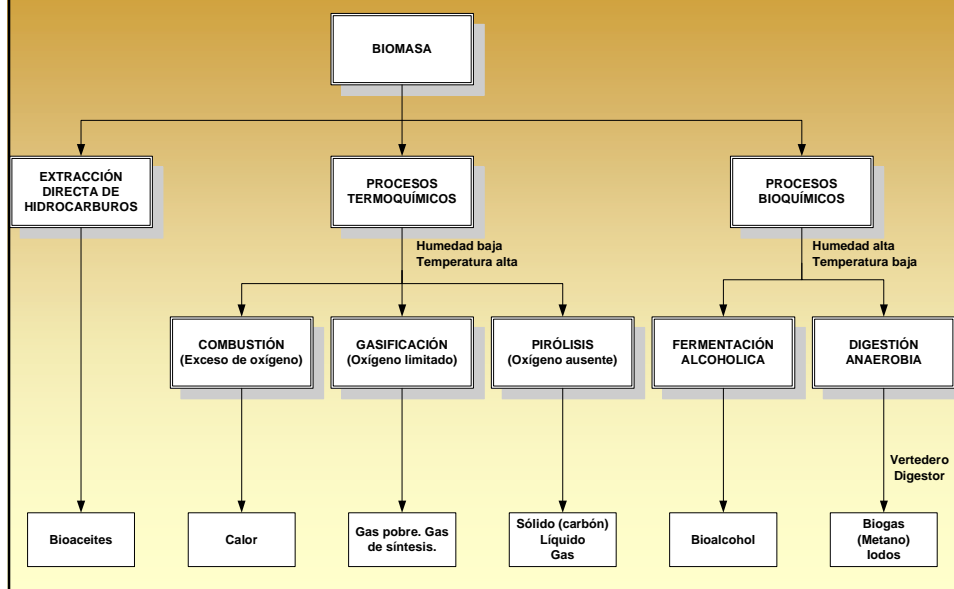 BIOMASA
EXTRACCIÓN
DIRECTA DE
HIDROCARBUROS
PROCESOS
TERMOQUÍMICOS
PROCESOS
BIOQUÍMICOS
Humedad baja
Temperatura alta
Humedad alta
Temperatura baja
COMBUSTIÓN
(Exceso de oxígeno)
GASIFICACIÓN
(Oxígeno limitado)
PIRÓLISIS
(Oxígeno ausente)
FERMENTACIÓN
ALCOHOLICA
DIGESTIÓN
ANAEROBIA
Vertedero
Digestor
Bioaceites
Calor
Gas pobre. Gas
de síntesis.
Sólido (carbón)
Líquido
Gas
Bioalcohol
Biogas
(Metano)
lodos